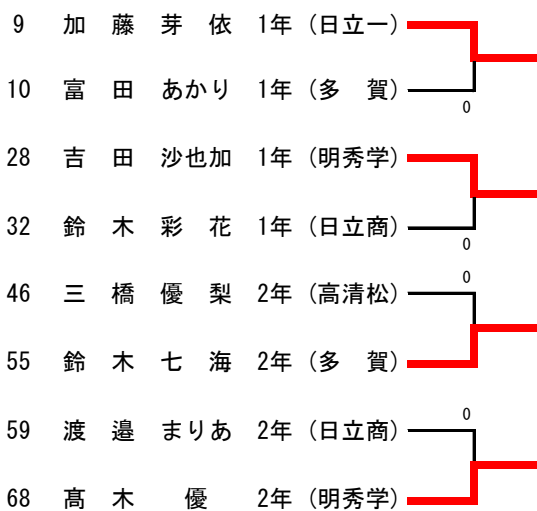 9 加 藤 芽 依 1年 (日立一)
10 富 田 あかり 1年 (多 賀)
0
28 吉 田 沙也加 1年 (明秀学)
32 鈴 木 彩 花 1年 (日立商)
0
0
46 三 橋 優 梨 2年 (高清松)
55 鈴 木 七 海 2年 (多 賀)
0
59 渡 邉 まりあ 2年 (日立商)
68 髙 木 優 2年 (明秀学)